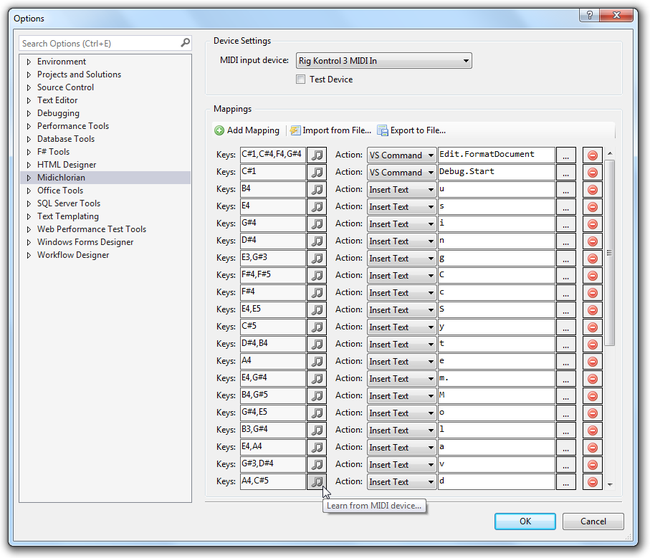 Options
Search Options (Ctrl+E)
Environment
Projects and Solutions
Source Control
Text Editor
Debugging
Performance Tools
Database Tools
F# Tools
HTML Designer
Midichlorian
Office Tools
SQL Server Tools
Text Templating
Web Performance Test Tools
Windows Forms Designer
Workflow Designer
Device Settings
MIDI input device: Rig Kontrol 3 MIDI In
Test Device
Mappings
Add Mapping Import from File... Export to File...
Keys: C#1,C#4,F4,G#4 Action: VS Command Edit.FormatDocument ...
Keys: C#1 Action: VS Command Debug.Start ...
Keys: B4 Action: Insert Text u ...
Keys: E4 Action: Insert Text s ...
Keys: G#4 Action: Insert Text i ...
Keys: D#4 Action: Insert Text n ...
Keys: E3,G#3 Action: Insert Text g ...
Keys: F#4,F#5 Action: Insert Text C ...
Keys: F#4 Action: Insert Text c ...
Keys: E4,E5 Action: Insert Text S ...
Keys: C#5 Action: Insert Text y ...
Keys: D#4,B4 Action: Insert Text t ...
Keys: A4 Action: Insert Text e ...
Keys: E4,G#4 Action: Insert Text m. ...
Keys: B4,G#5 Action: Insert Text M ...
Keys: G#4,E5 Action: Insert Text o ...
Keys: B3,G#4 Action: Insert Text l ...
Keys: E4,A4 Action: Insert Text a ...
Keys: G#3,D#4 Action: Insert Text v ...
Keys: A4,C#5 Action: Insert Text d ...
Learn from MIDI device...
OK Cancel